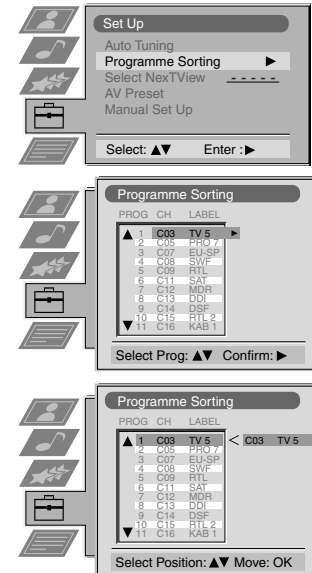 Set Up
Auto Tuning
Programme Sorting ▶
Select NexTView - - - - -
AV Preset
Manual Set Up
Select: ▲▼ Enter :▶
Programme Sorting
PROG CH LABEL
▲ 1 C03 TV 5 ▶
2 C05 PRO 7
3 C07 EU-SP
4 C08 SWF
5 C09 RTL
6 C11 SAT
7 C12 MDR
8 C13 DDI
9 C14 DSF
10 C15 RTL 2
▼ 11 C16 KAB 1
Select Prog: ▲▼ Confirm: ▶
Programme Sorting
PROG CH LABEL
▲ 1 C03 TV 5 < C03 TV 5
2 C05 PRO 7
3 C07 EU-SP
4 C08 SWF
5 C09 RTL
6 C11 SAT
7 C12 MDR
8 C13 DDI
9 C14 DSF
10 C15 RTL 2
▼ 11 C16 KAB 1
Select Position: ▲▼ Move: OK